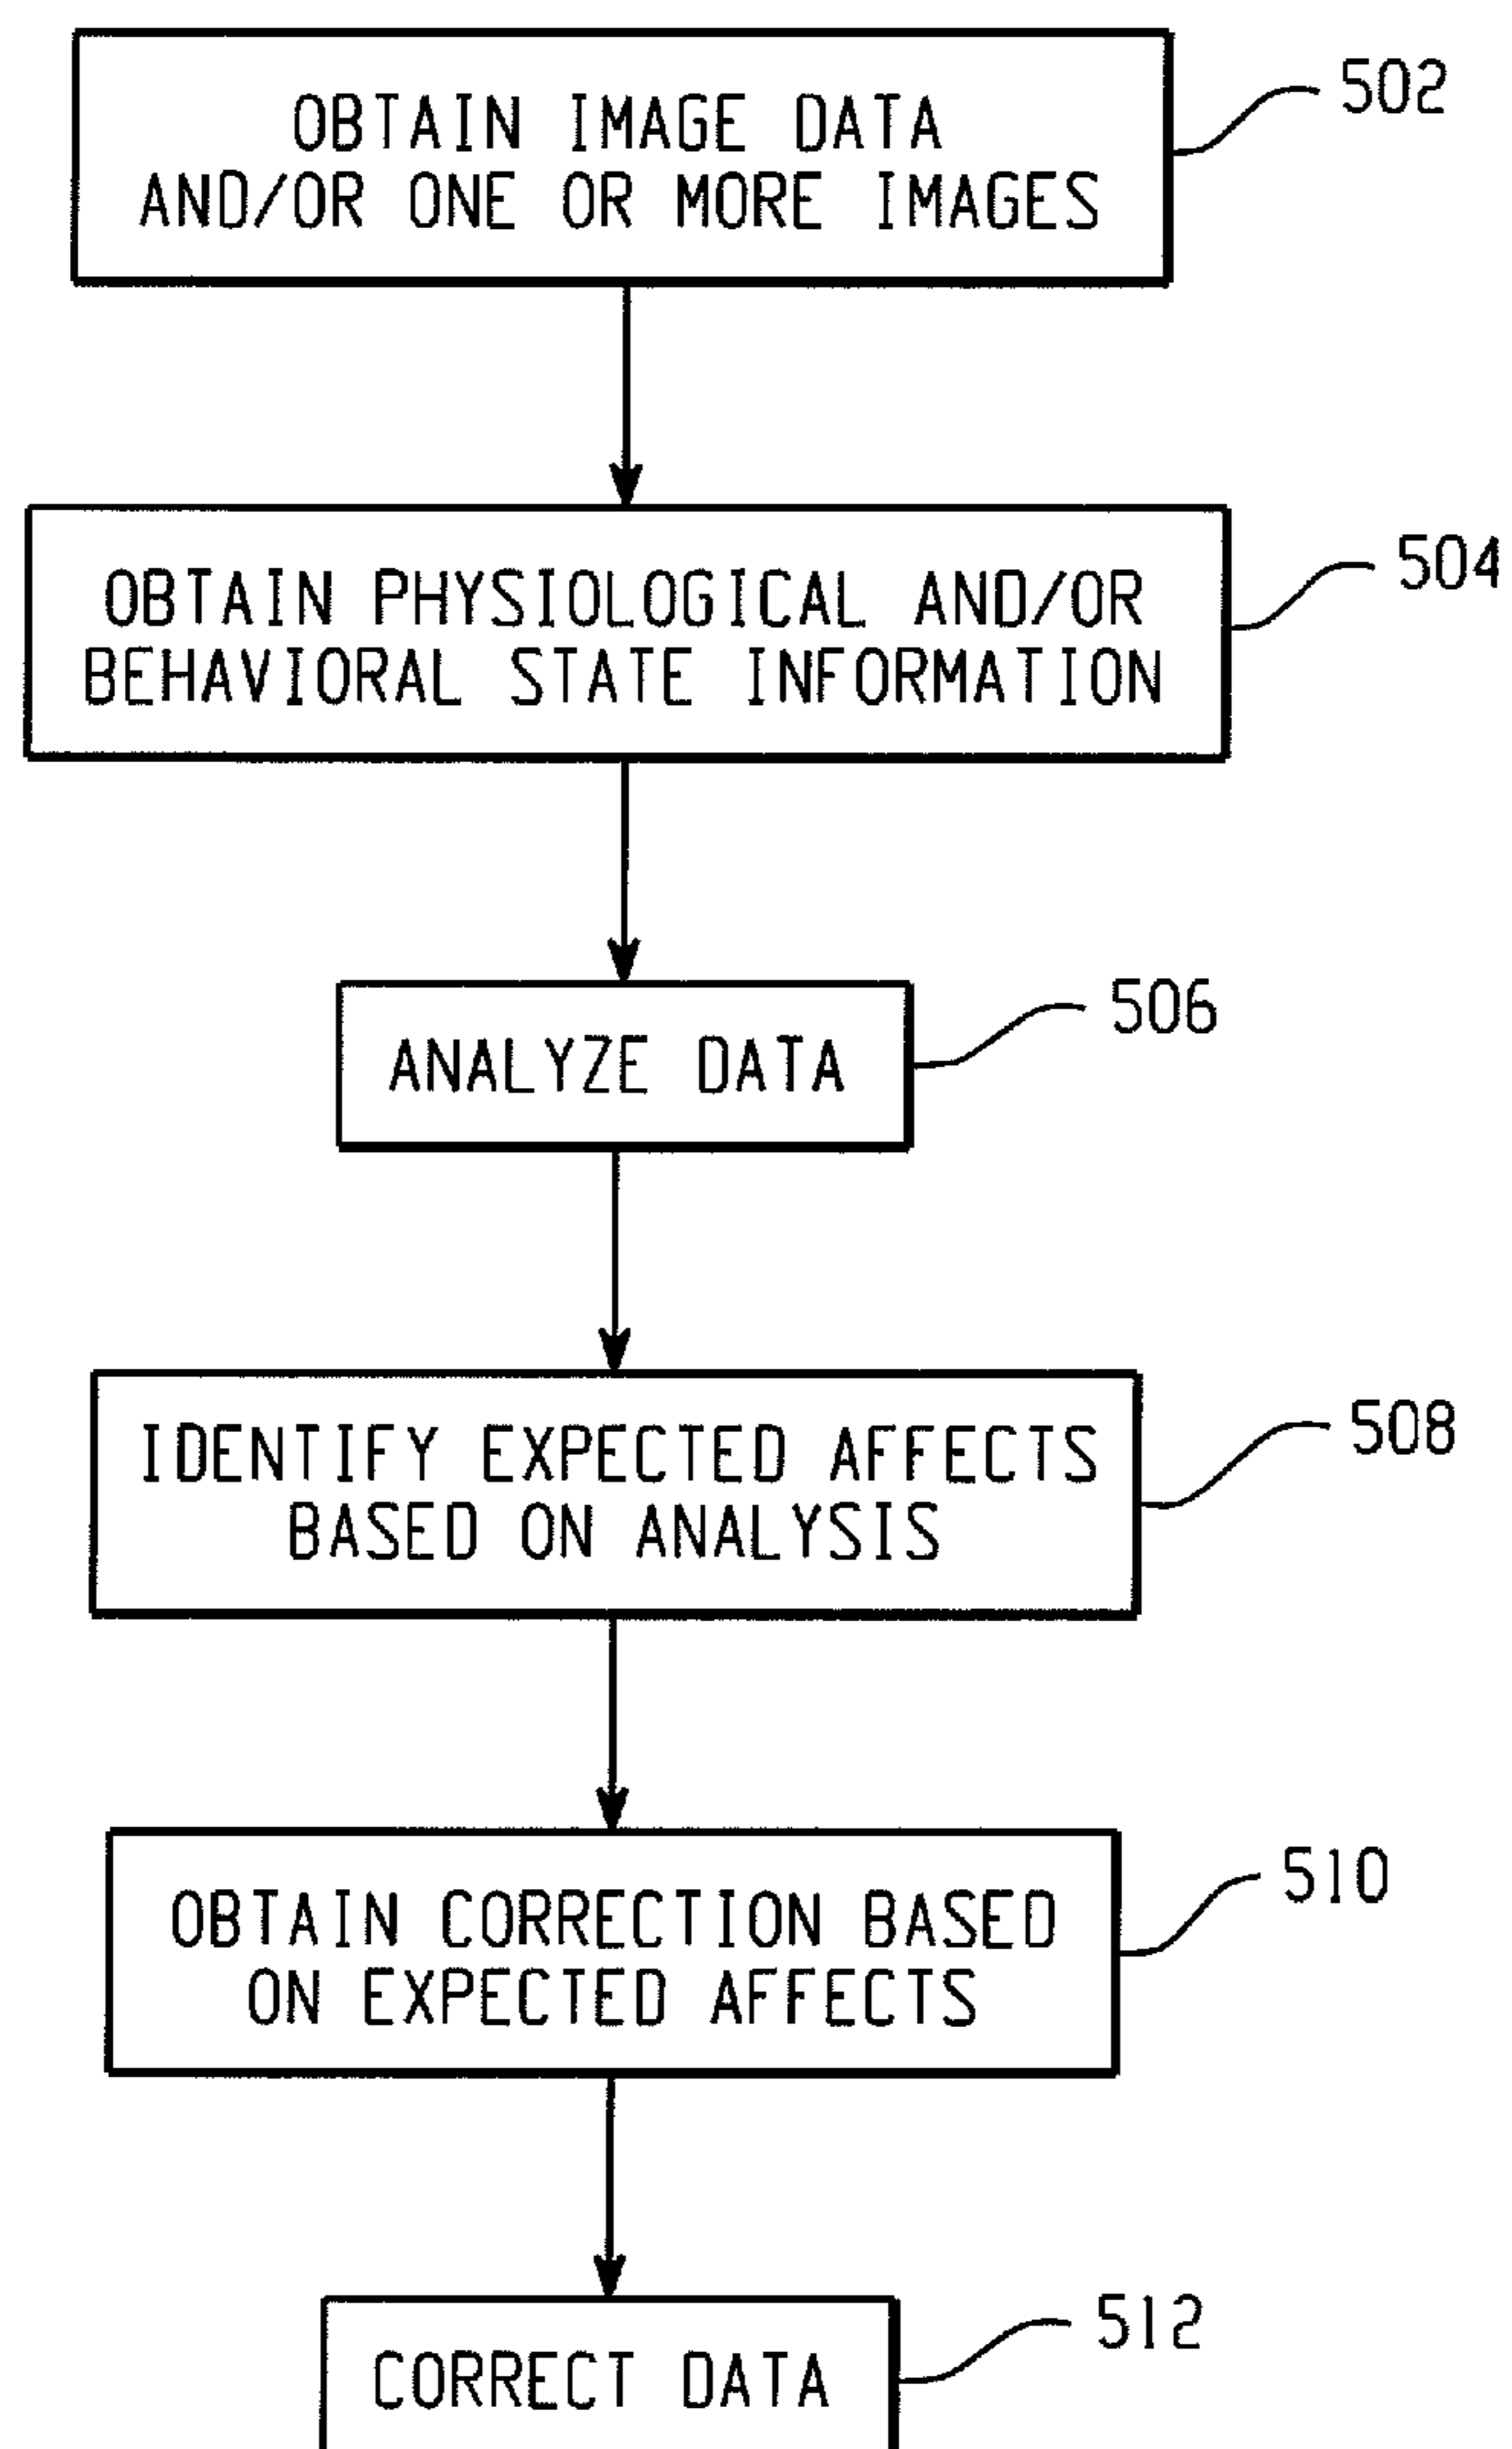 OBTAIN IMAGE DATA
AND/OR ONE OR MORE IMAGES
502
OBTAIN PHYSIOLOGICAL AND/OR
BEHAVIORAL STATE INFORMATION
504
ANALYZE DATA
506
IDENTIFY EXPECTED AFFECTS
BASED ON ANALYSIS
508
OBTAIN CORRECTION BASED
ON EXPECTED AFFECTS
510
CORRECT DATA
512